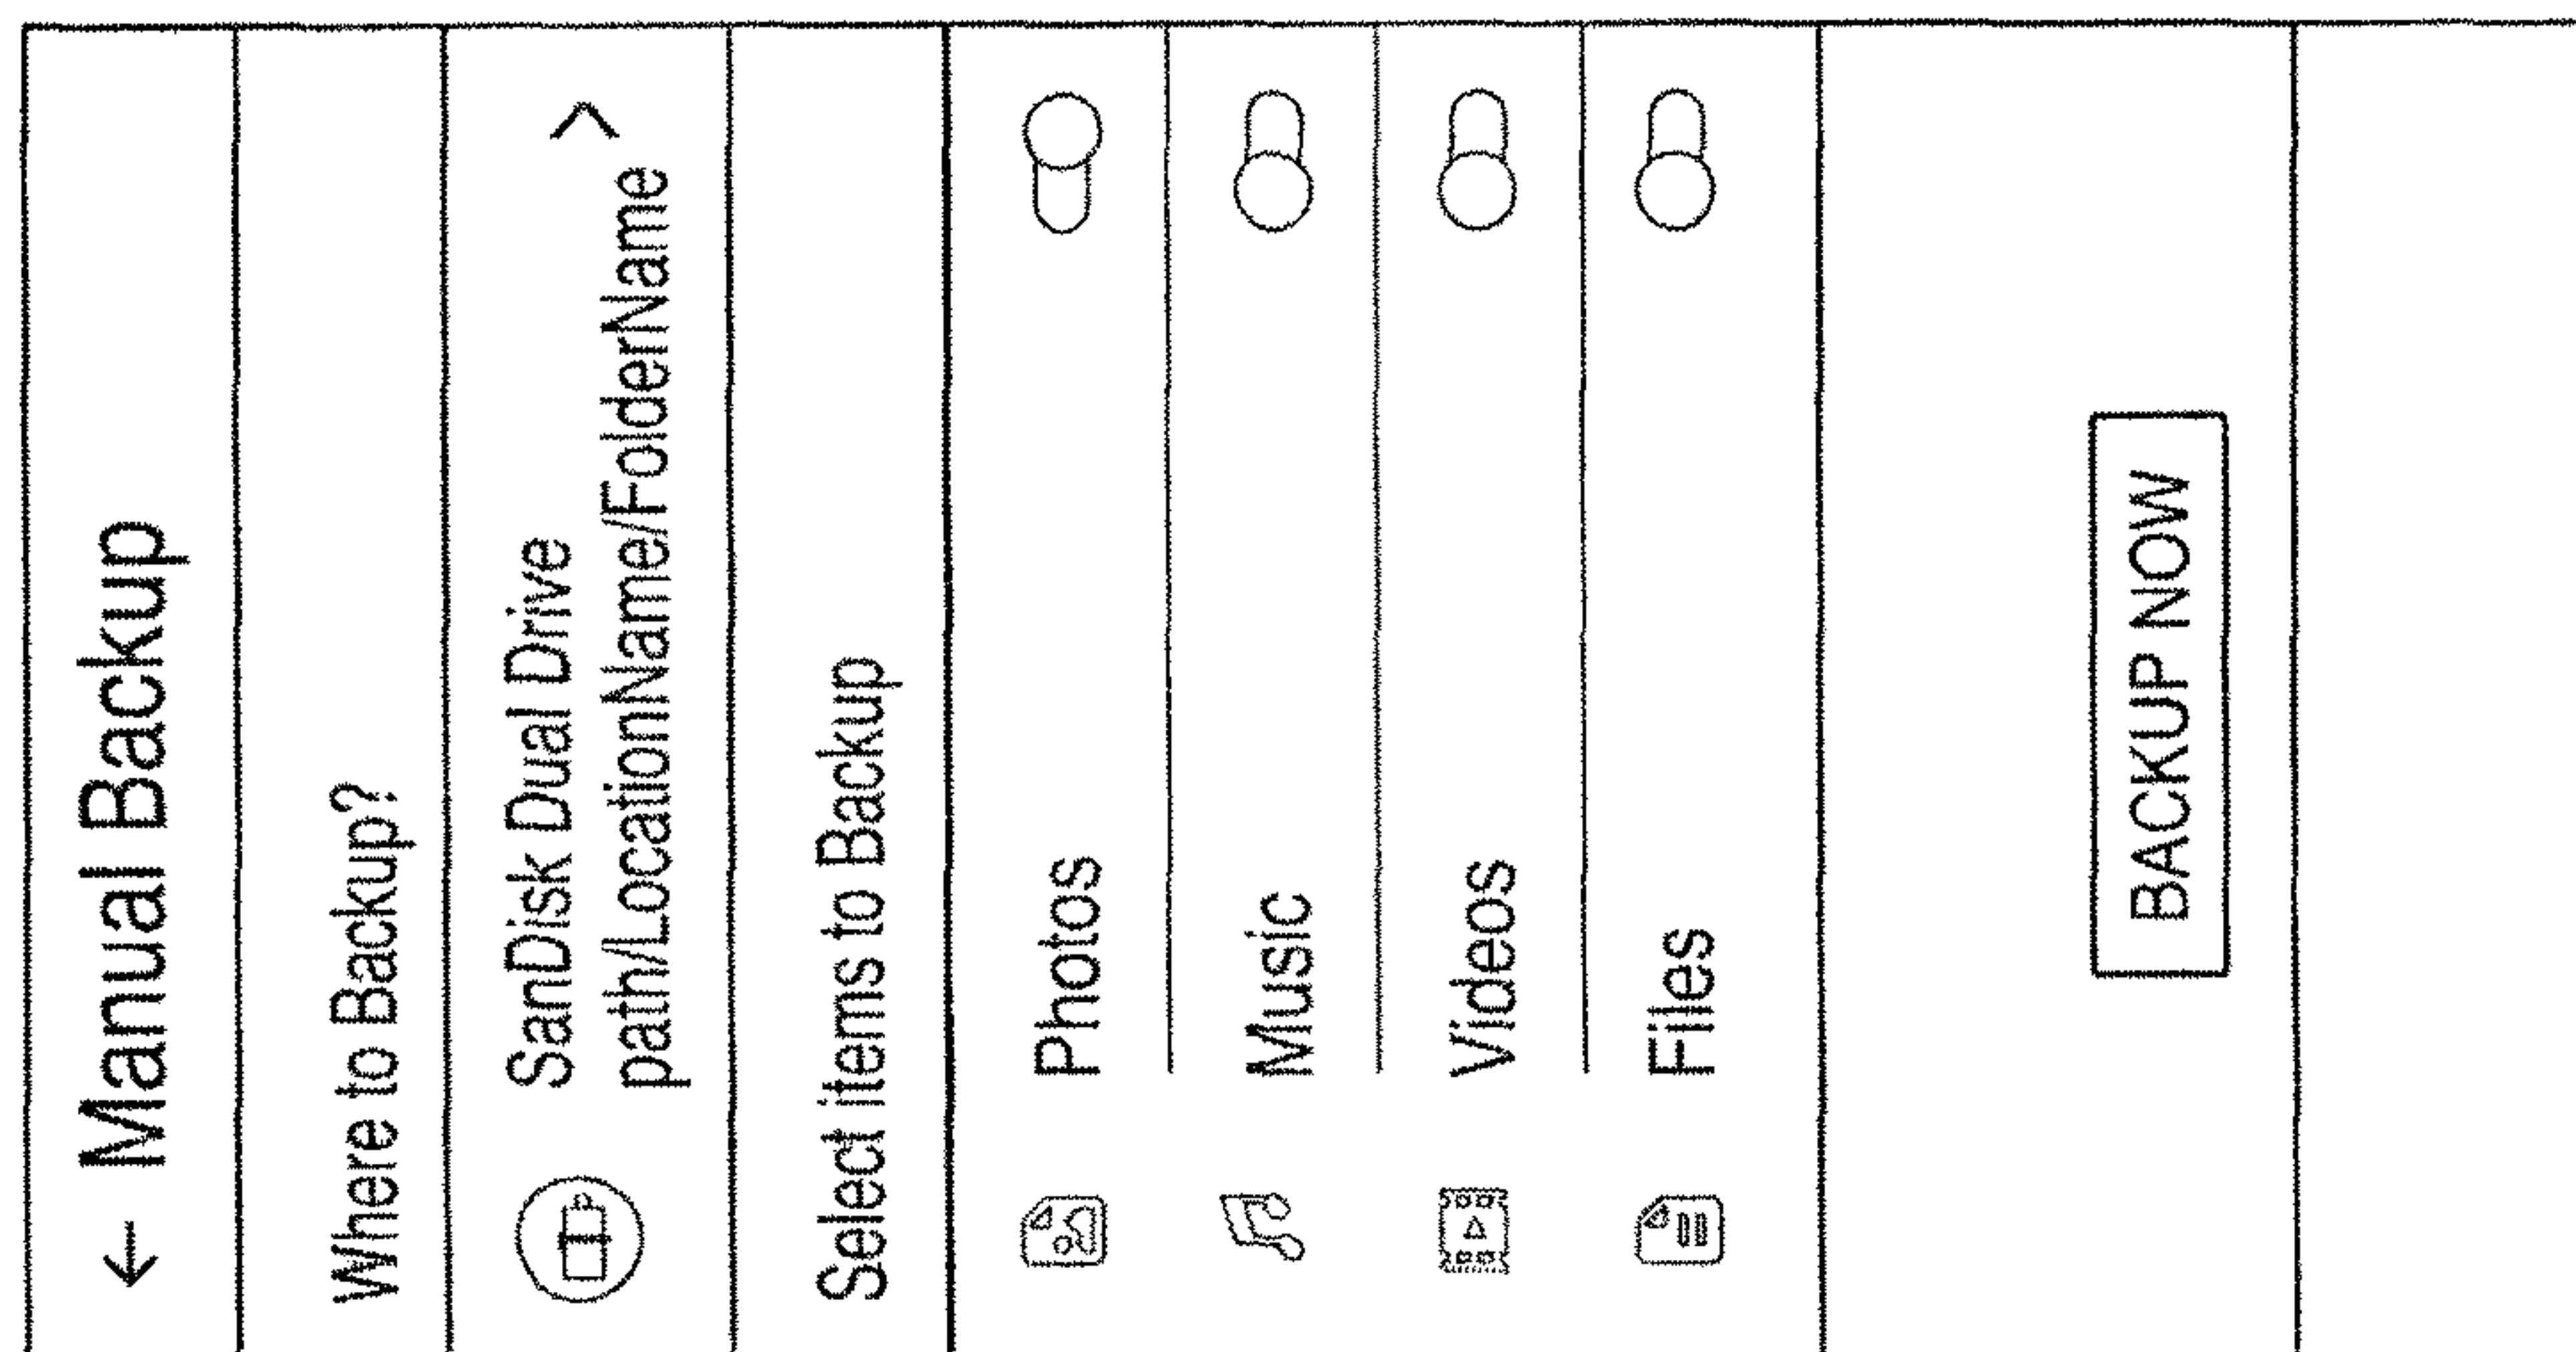 Manual Backup
Where to Backup?
SanDisk Dual Drive
path/LocationName/FolderName
Select items to Backup
Photos
Music
Videos
Files
BACKUP NOW